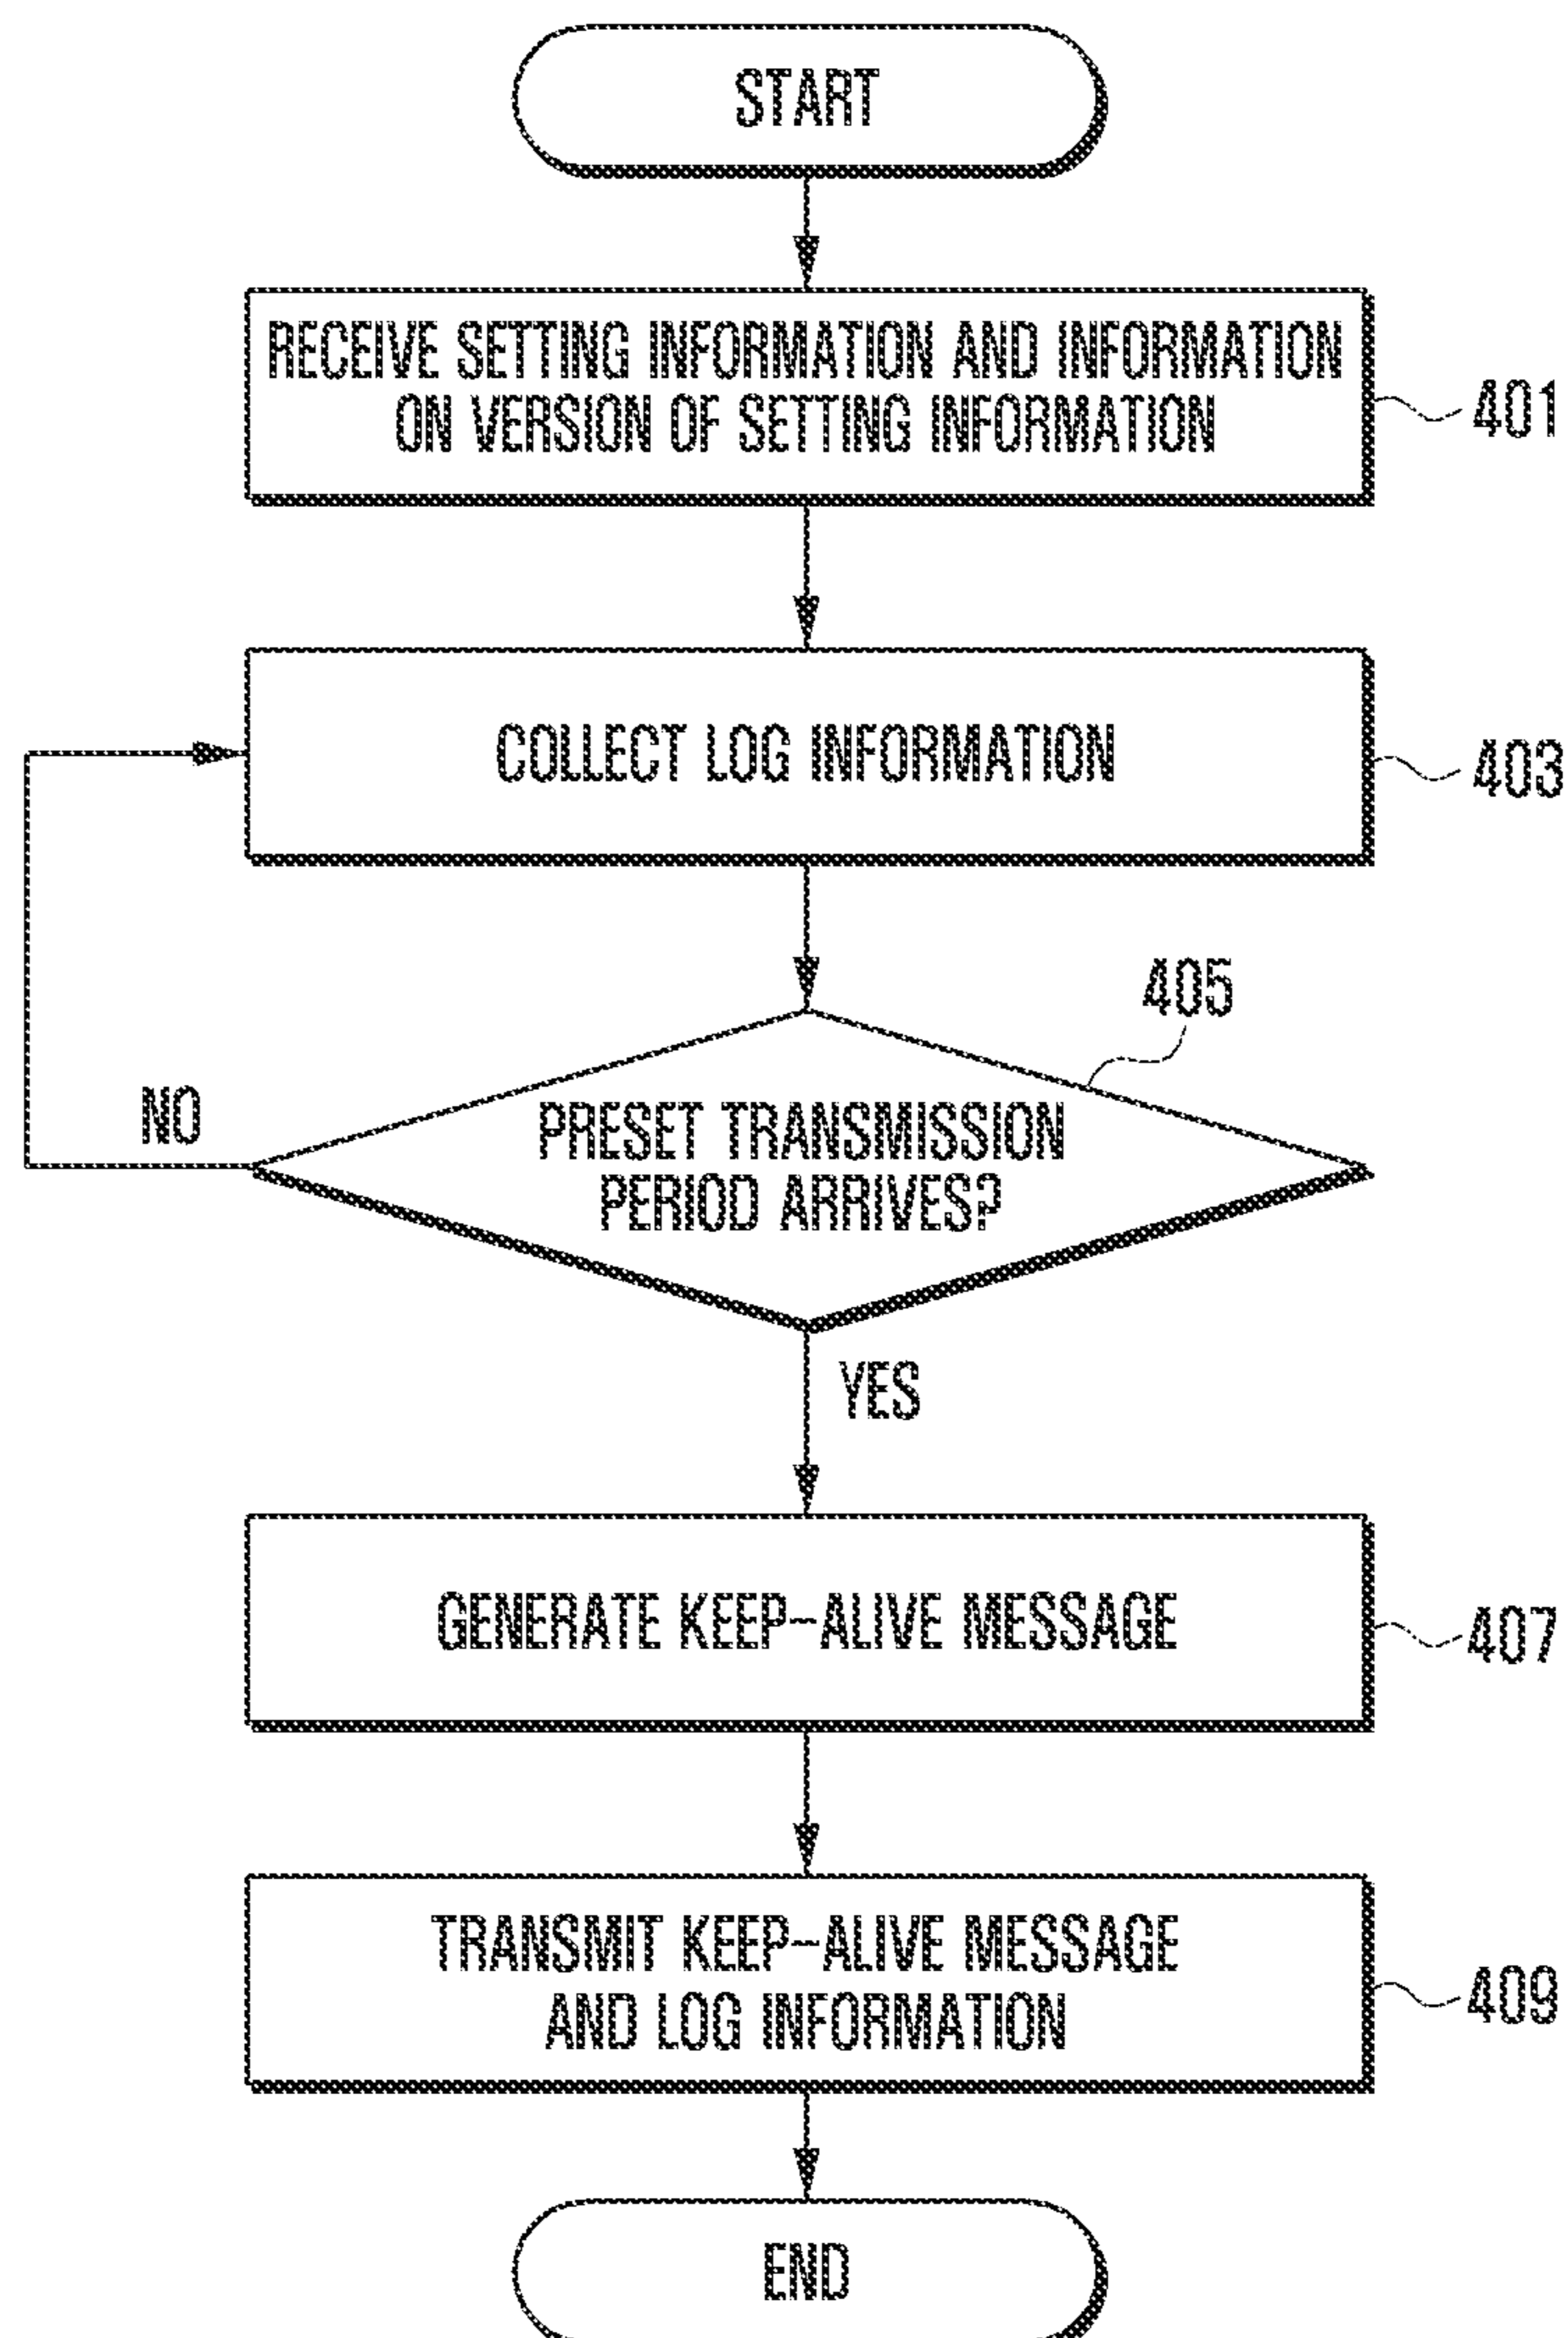 START
RECEIVE SETTING INFORMATION AND INFORMATION
ON VERSION OF SETTING INFORMATION
401
COLLECT LOG INFORMATION
403
405
NO
PRESET TRANSMISSION
PERIOD ARRIVES?
YES
GENERATE KEEP-ALIVE MESSAGE
407
TRANSMIT KEEP-ALIVE MESSAGE
AND LOG INFORMATION
409
END